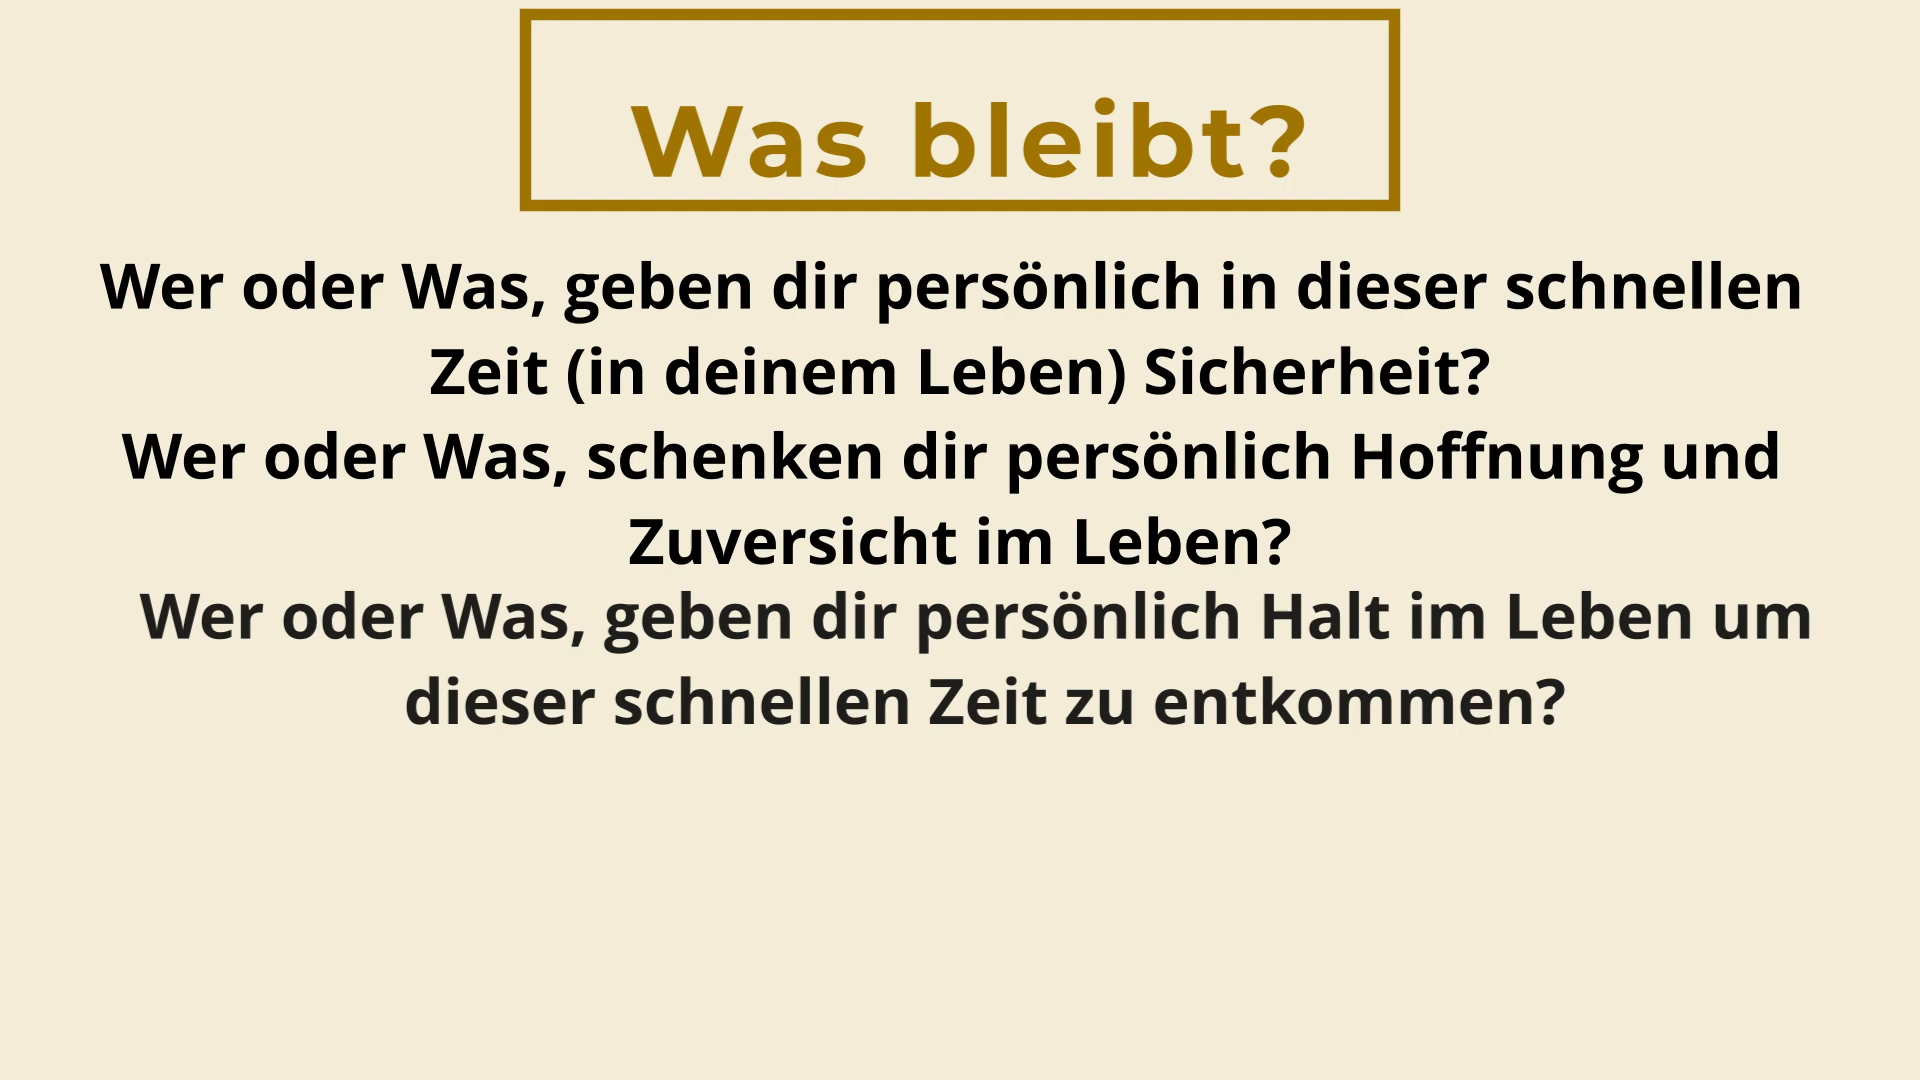 Was bleibt?
Wer oder Was, geben dir persönlich in dieser schnellen
Zeit (in deinem Leben) Sicherheit?
Wer oder Was, schenken dir persönlich Hoffnung und
Zuversicht im Leben?
Wer oder Was, geben dir persönlich Halt im Leben um
dieser schnellen Zeit zu entkommen?